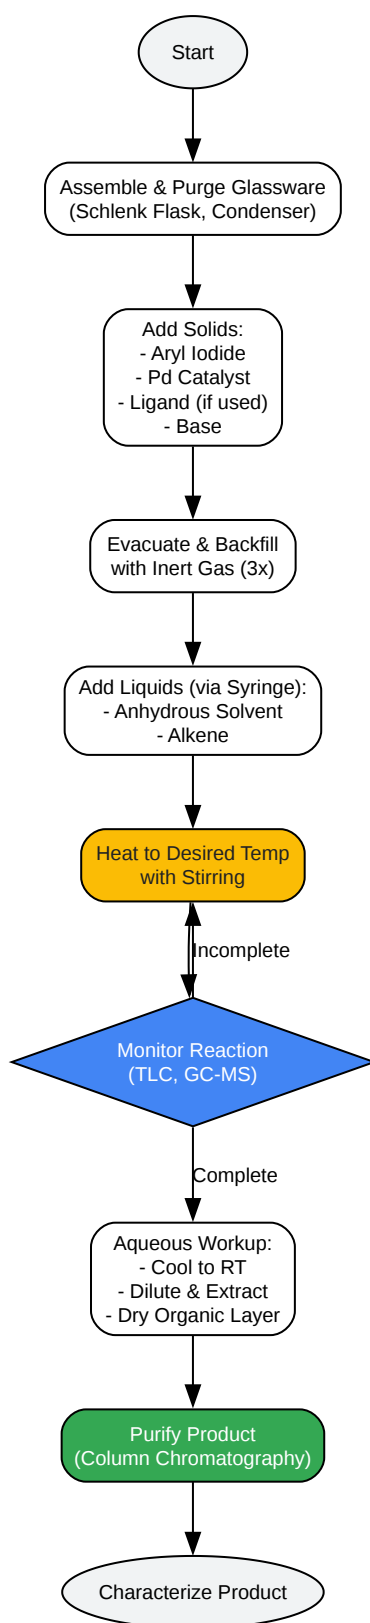 Start
Assemble & Purge Glassware
(Schlenk Flask, Condenser)
Add Solids:
- Aryl Iodide
- Pd Catalyst
- Ligand (if used)
- Base
Evacuate & Backfill
with Inert Gas (3x)
Add Liquids (via Syringe):
- Anhydrous Solvent
- Alkene
Heat to Desired Temp
with Stirring
Incomplete
Monitor Reaction
(TLC, GC-MS)
Complete
Aqueous Workup:
- Cool to RT
- Dilute & Extract
- Dry Organic Layer
Purify Product
(Column Chromatography)
Characterize Product